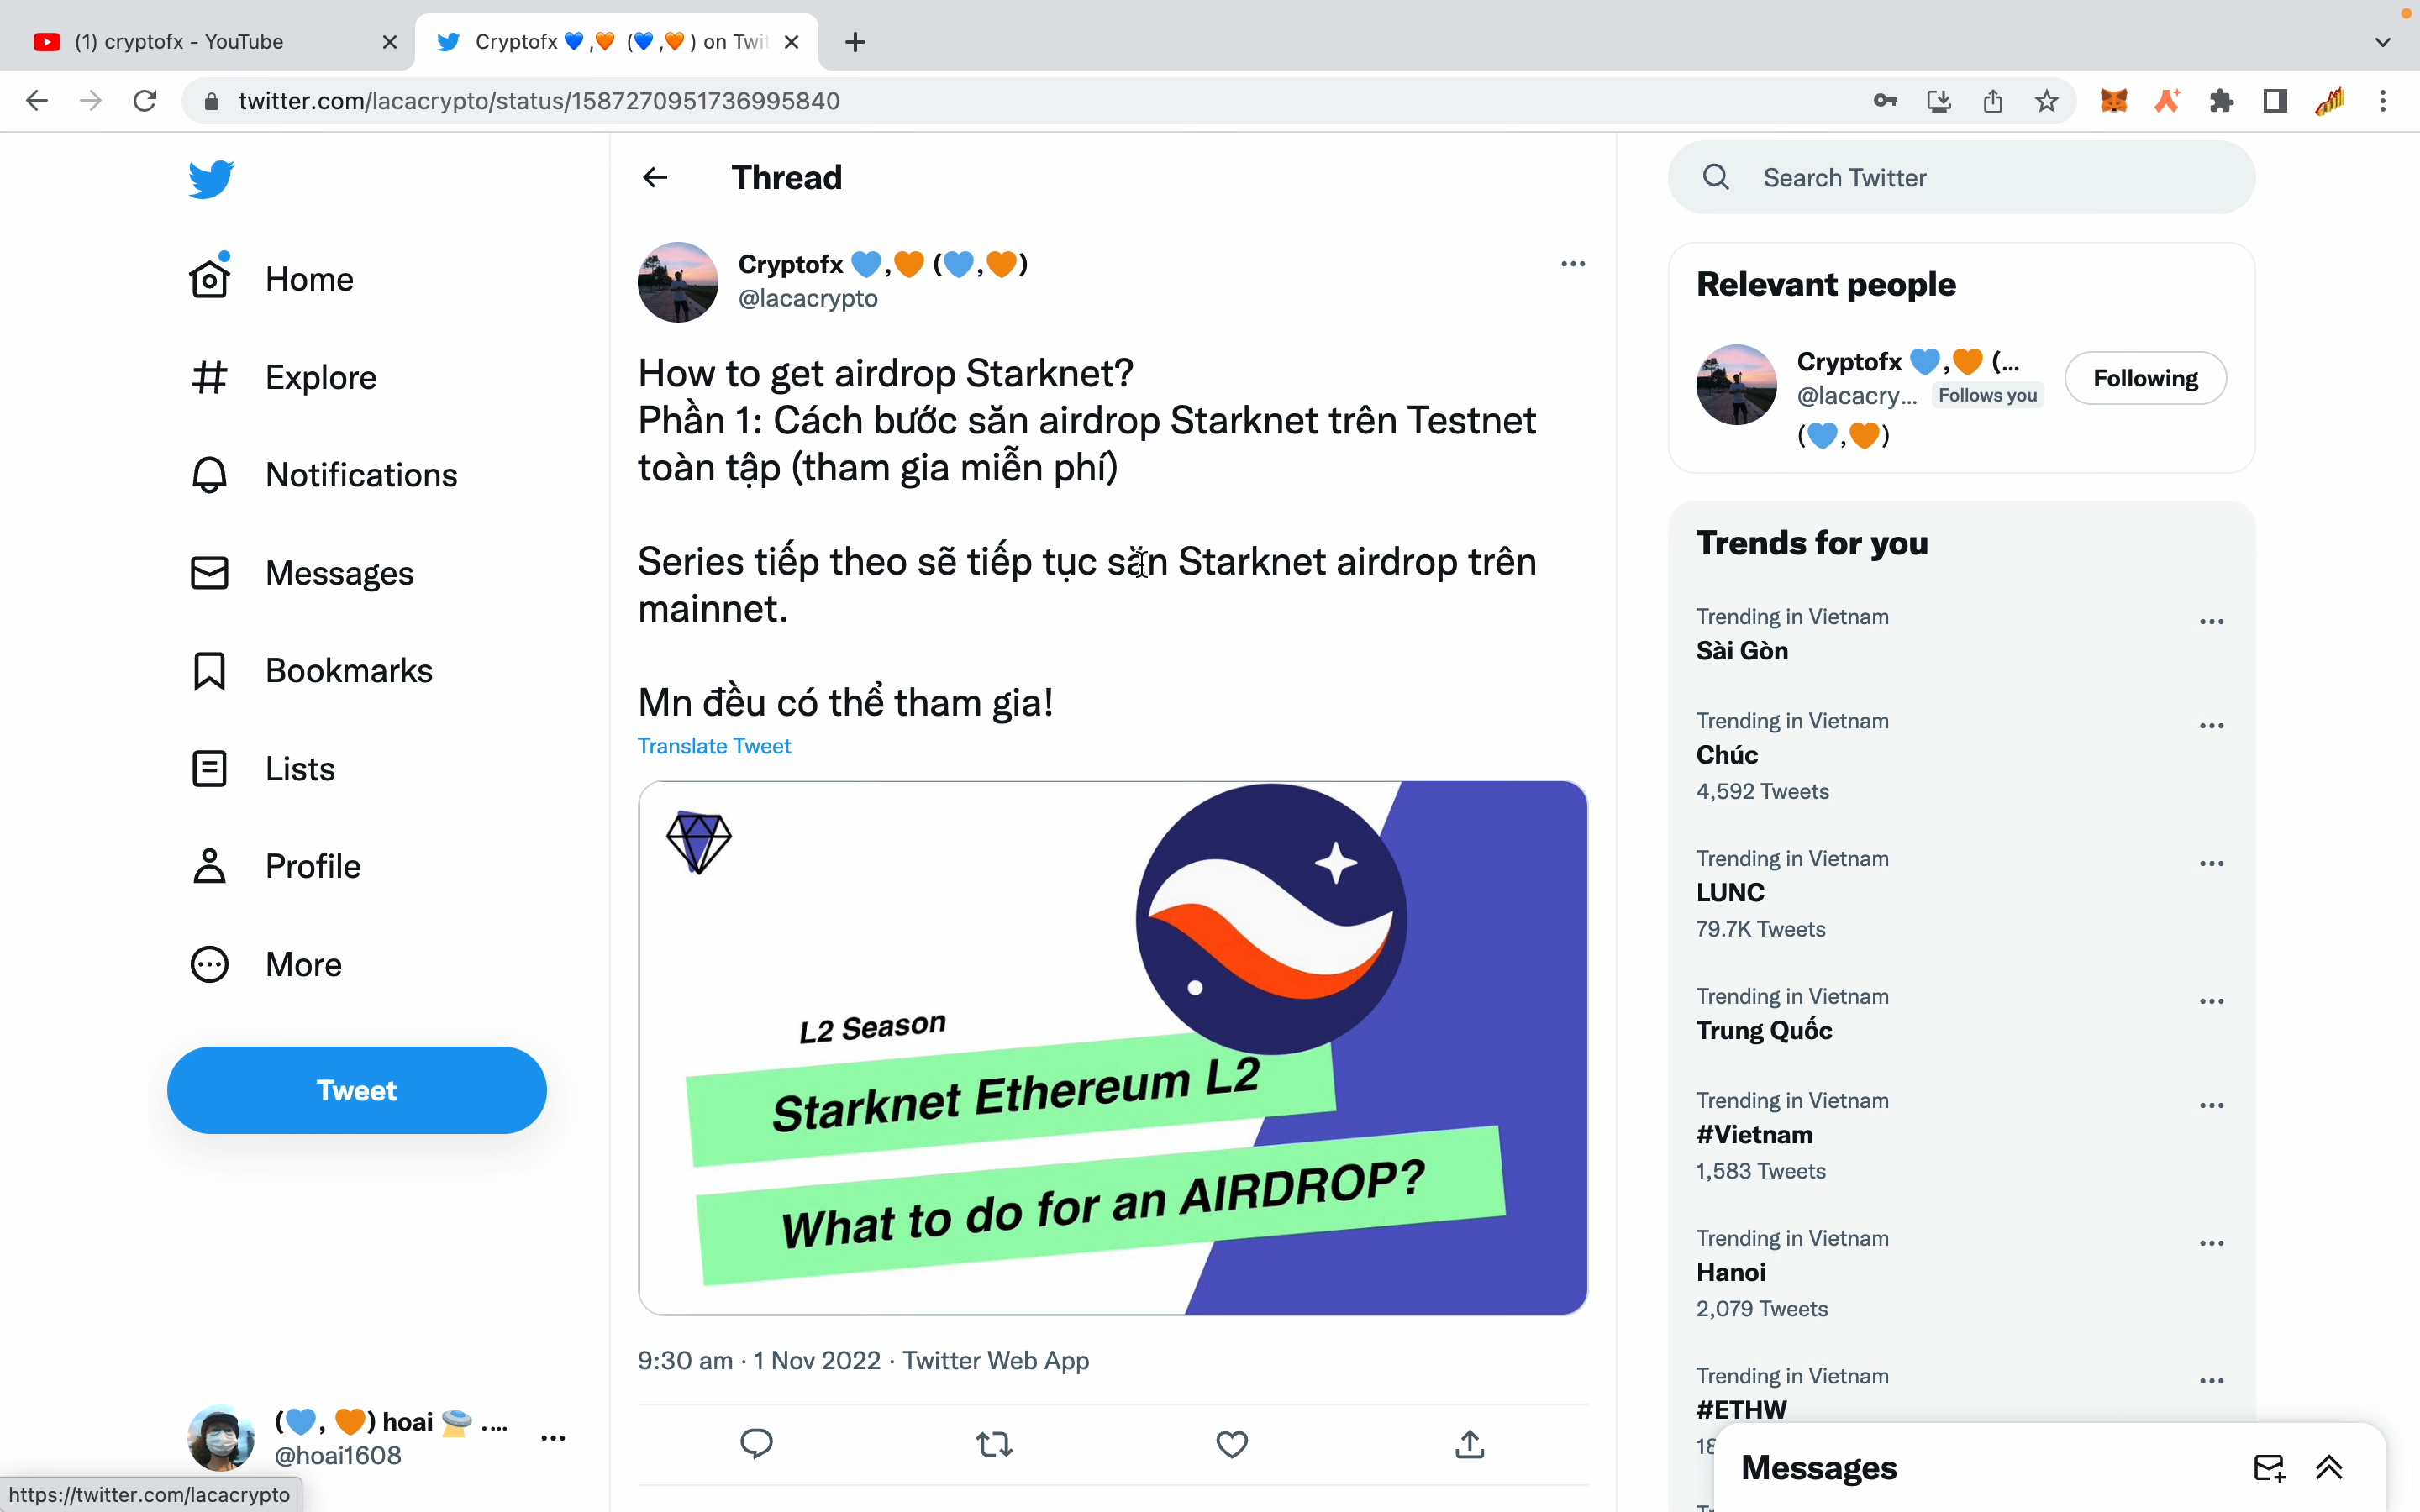 (1) cryptofx - YouTube
Cryptofx 💙,🧡 (💙,🧡) on Twit
twitter.com/lacacrypto/status/1587270951736995840
Home
Explore
Notifications
Messages
Bookmarks
Lists
Profile
More
Tweet
(💙, 🧡) hoai 🛸 ....
@hoai1608
https://twitter.com/lacacrypto
Thread
Cryptofx 💙,🧡 (💙,🧡)
@lacacrypto
How to get airdrop Starknet?
Phần 1: Cách bước săn airdrop Starknet trên Testnet
toàn tập (tham gia miễn phí)
Series tiếp theo sẽ tiếp tục săn Starknet airdrop trên
mainnet.
Mn đều có thể tham gia!
Translate Tweet
L2 Season
Starknet Ethereum L2
What to do for an AIRDROP?
9:30 am · 1 Nov 2022 · Twitter Web App
Search Twitter
Relevant people
Cryptofx 💙,🧡 (...
@lacacry... Follows you
(💙,🧡)
Following
Trends for you
Trending in Vietnam
Sài Gòn
Trending in Vietnam
Chúc
4,592 Tweets
Trending in Vietnam
LUNC
79.7K Tweets
Trending in Vietnam
Trung Quốc
Trending in Vietnam
#Vietnam
1,583 Tweets
Trending in Vietnam
Hanoi
2,079 Tweets
Trending in Vietnam
#ETHW
Messages